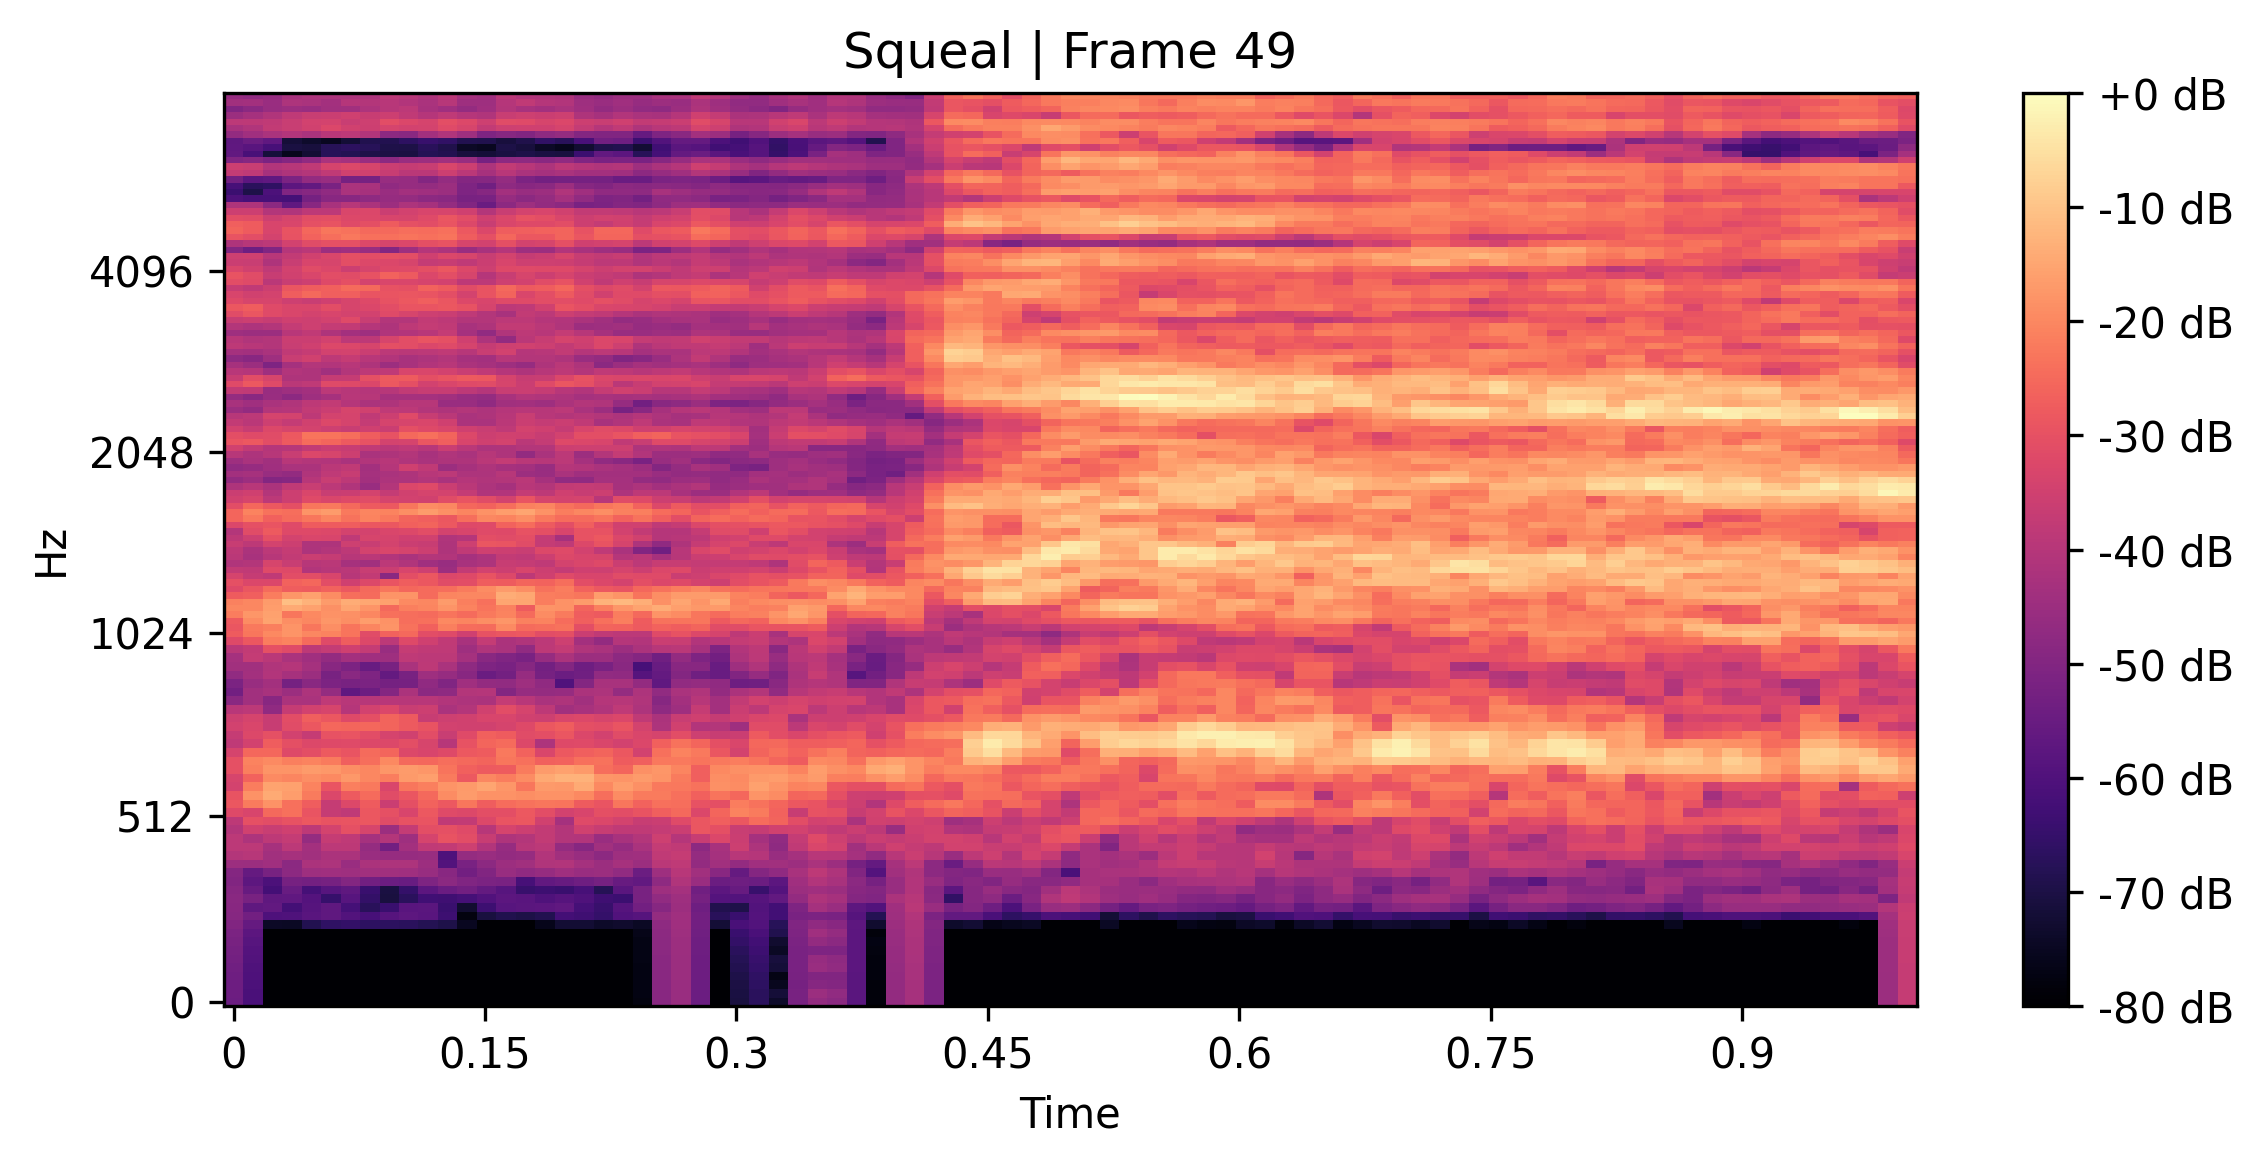 Squeal | Frame 49
+0 dB
-10 dB
-20 dB
-30 dB
-40 dB
-50 dB
-60 dB
-70 dB
-80 dB
4096
2048
1024
512
0
Hz
0 0.15 0.3 0.45 0.6 0.75 0.9
Time